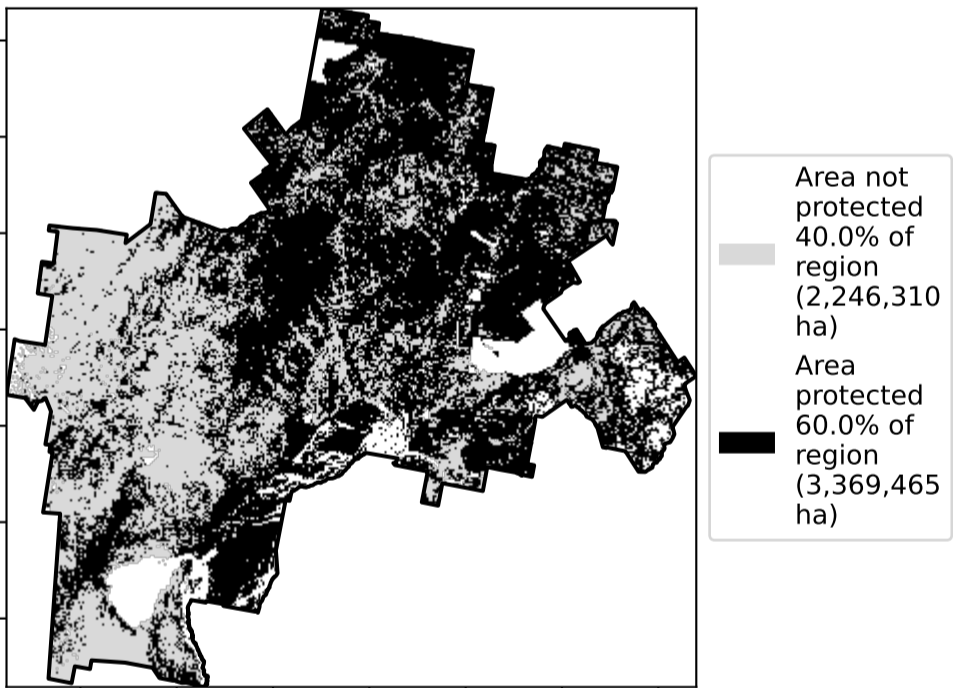 Area not
protected
40.0% of
region
(2,246,310
ha)
Area
protected
60.0% of
region
(3,369,465
ha)